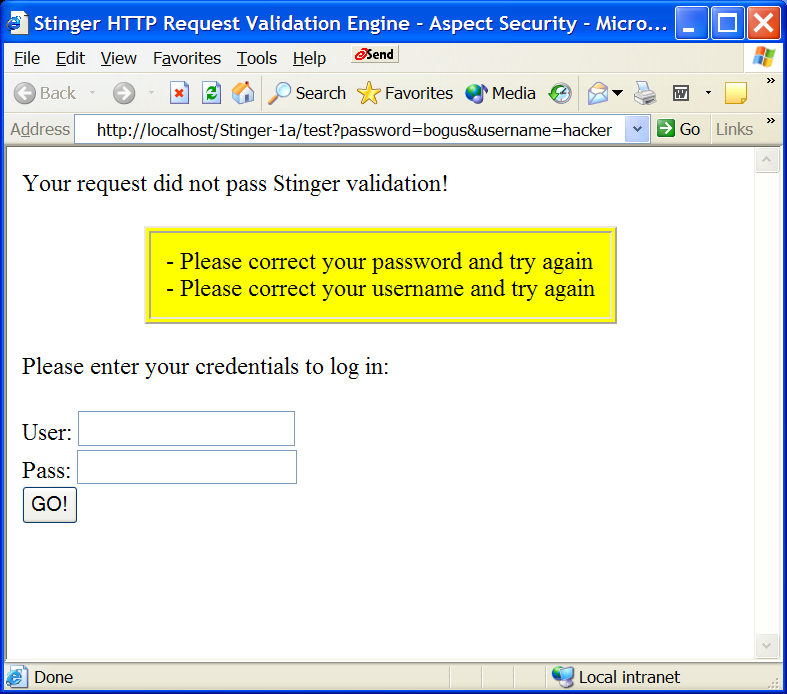 Stinger HTTP Request Validation Engine - Aspect Security - Micro...
File Edit View Favorites Tools Help Send
Back Search Favorites Media W »
Address http://localhost/Stinger-1a/test?password=bogus&username=hacker Go Links »
Your request did not pass Stinger validation!
- Please correct your password and try again
- Please correct your username and try again
Please enter your credentials to log in:
User:
Pass:
GO!
Done Local intranet